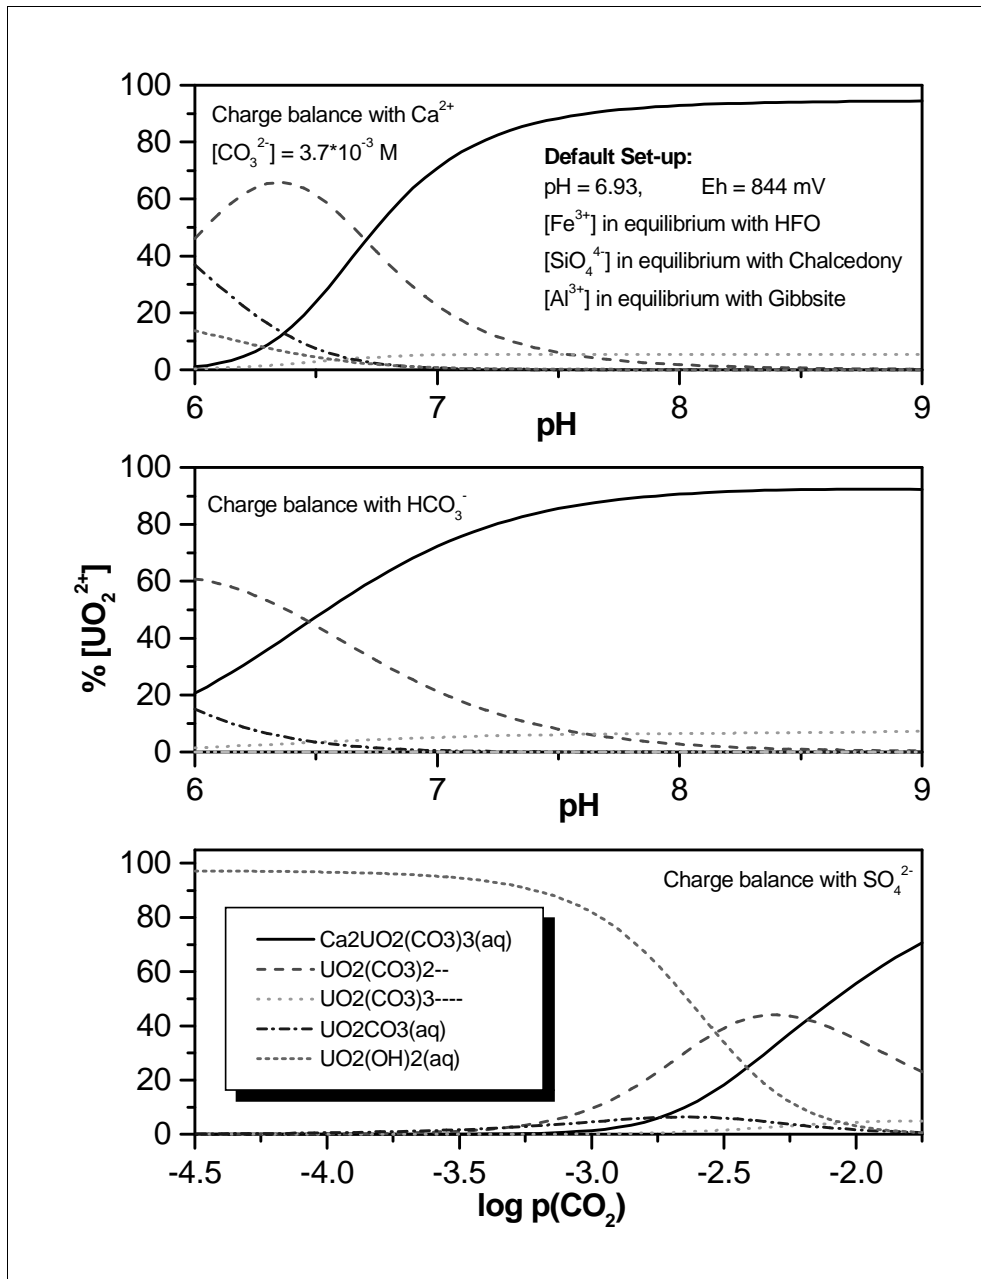 100
80
60
40
20
0
Charge balance with Ca²⁺
[CO₃²⁻] = 3.7*10⁻³ M
Default Set-up:
pH = 6.93, Eh = 844 mV
[Fe³⁺] in equilibrium with HFO
[SiO₄⁴⁻] in equilibrium with Chalcedony
[Al³⁺] in equilibrium with Gibbsite
6 7 8 9
pH
100
80
60
40
20
0
Charge balance with HCO₃⁻
% [UO₂²⁺]
6 7 8 9
pH
100
80
60
40
20
0
Charge balance with SO₄²⁻
Ca2UO2(CO3)3(aq)
UO2(CO3)2--
UO2(CO3)3----
UO2CO3(aq)
UO2(OH)2(aq)
-4.5 -4.0 -3.5 -3.0 -2.5 -2.0
log p(CO₂)